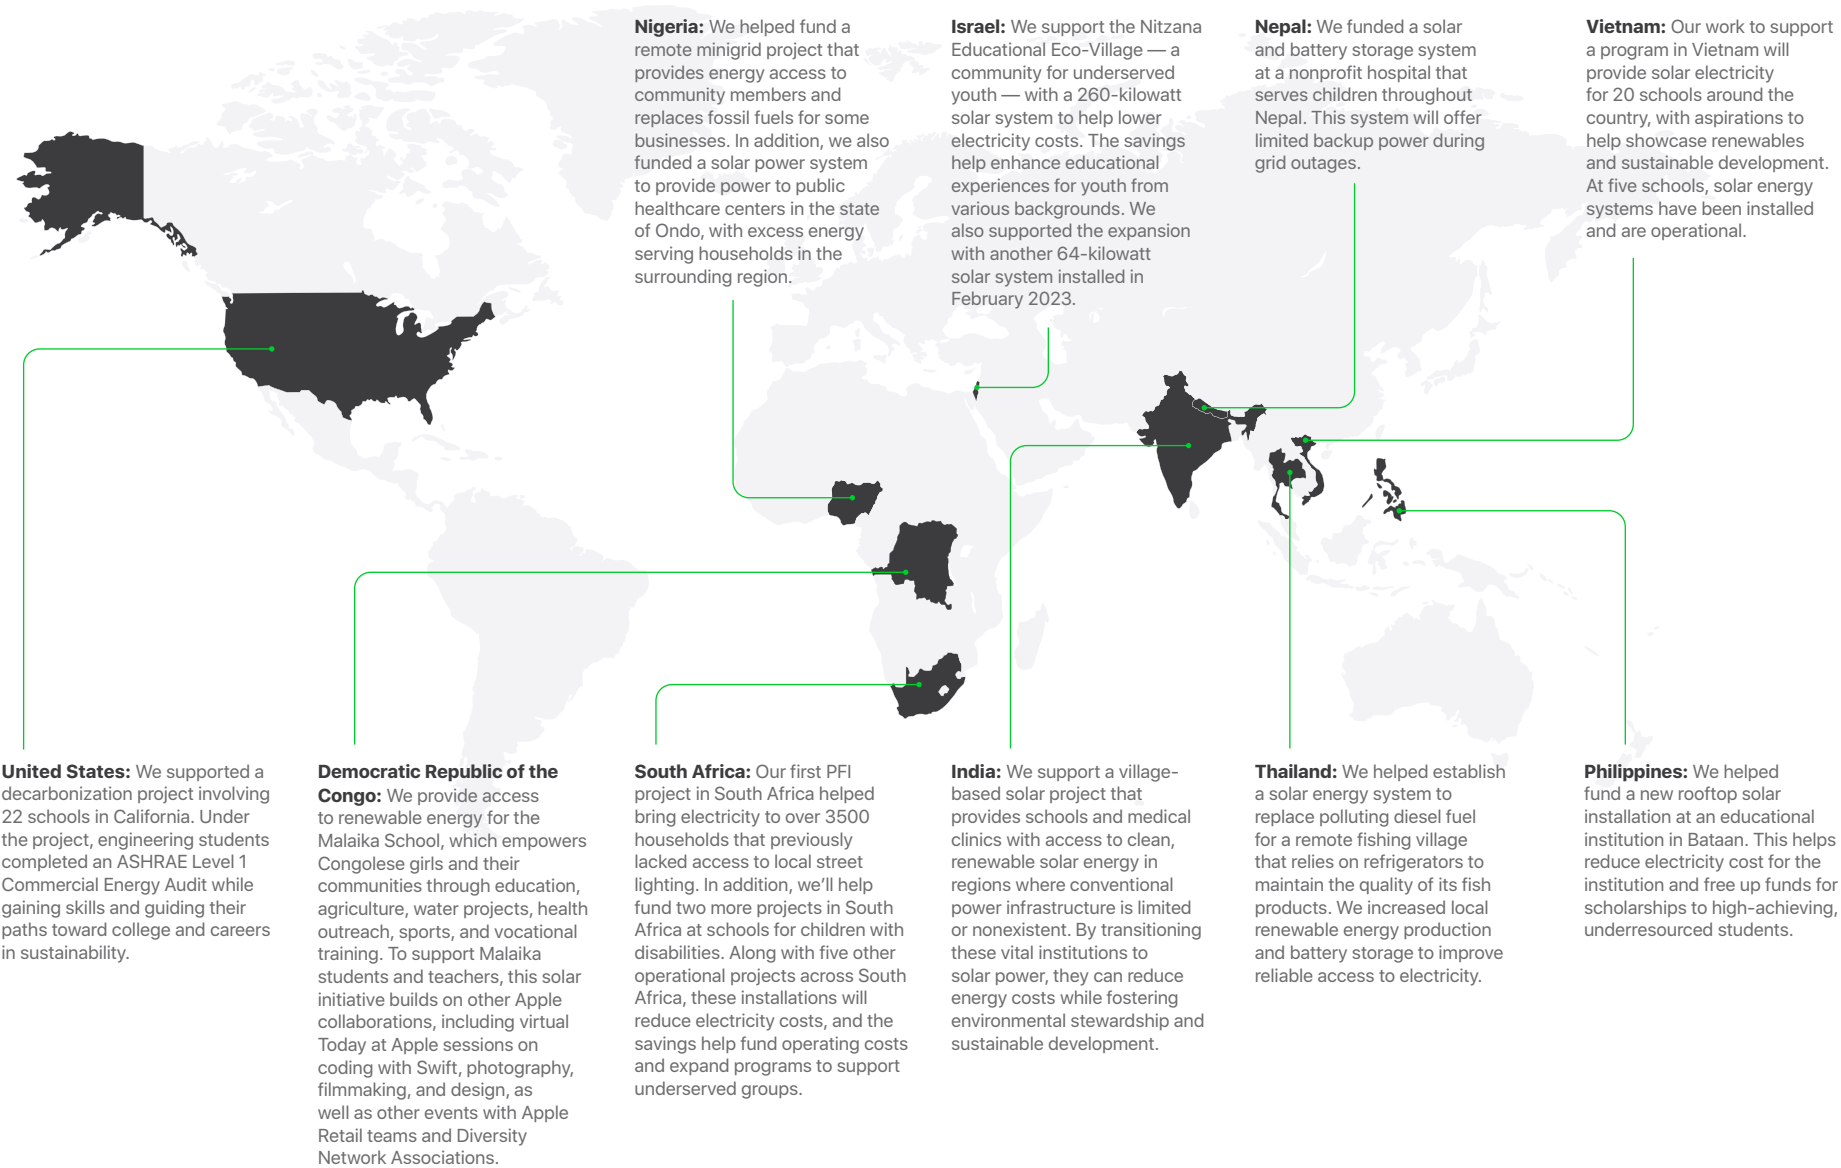 Nigeria: We helped fund a
remote minigrid project that
provides energy access to
community members and
replaces fossil fuels for some
businesses. In addition, we also
funded a solar power system
to provide power to public
healthcare centers in the state
of Ondo, with excess energy
serving households in the
surrounding region.
Israel: We support the Nitzana
Educational Eco-Village — a
community for underserved
youth — with a 260-kilowatt
solar system to help lower
electricity costs. The savings
help enhance educational
experiences for youth from
various backgrounds. We
also supported the expansion
with another 64-kilowatt
solar system installed in
February 2023.
Nepal: We funded a solar
and battery storage system
at a nonprofit hospital that
serves children throughout
Nepal. This system will offer
limited backup power during
grid outages.
Vietnam: Our work to support
a program in Vietnam will
provide solar electricity
for 20 schools around the
country, with aspirations to
help showcase renewables
and sustainable development.
At five schools, solar energy
systems have been installed
and are operational.
United States: We supported a
decarbonization project involving
22 schools in California. Under
the project, engineering students
completed an ASHRAE Level 1
Commercial Energy Audit while
gaining skills and guiding their
paths toward college and careers
in sustainability.
Democratic Republic of the
Congo: We provide access
to renewable energy for the
Malaika School, which empowers
Congolese girls and their
communities through education,
agriculture, water projects, health
outreach, sports, and vocational
training. To support Malaika
students and teachers, this solar
initiative builds on other Apple
collaborations, including virtual
Today at Apple sessions on
coding with Swift, photography,
filmmaking, and design, as
well as other events with Apple
Retail teams and Diversity
Network Associations.
South Africa: Our first PFI
project in South Africa helped
bring electricity to over 3500
households that previously
lacked access to local street
lighting. In addition, we’ll help
fund two more projects in South
Africa at schools for children with
disabilities. Along with five other
operational projects across South
Africa, these installations will
reduce electricity costs, and the
savings help fund operating costs
and expand programs to support
underserved groups.
India: We support a village-
based solar project that
provides schools and medical
clinics with access to clean,
renewable solar energy in
regions where conventional
power infrastructure is limited
or nonexistent. By transitioning
these vital institutions to
solar power, they can reduce
energy costs while fostering
environmental stewardship and
sustainable development.
Thailand: We helped establish
a solar energy system to
replace polluting diesel fuel
for a remote fishing village
that relies on refrigerators to
maintain the quality of its fish
products. We increased local
renewable energy production
and battery storage to improve
reliable access to electricity.
Philippines: We helped
fund a new rooftop solar
installation at an educational
institution in Bataan. This helps
reduce electricity cost for the
institution and free up funds for
scholarships to high-achieving,
underresourced students.